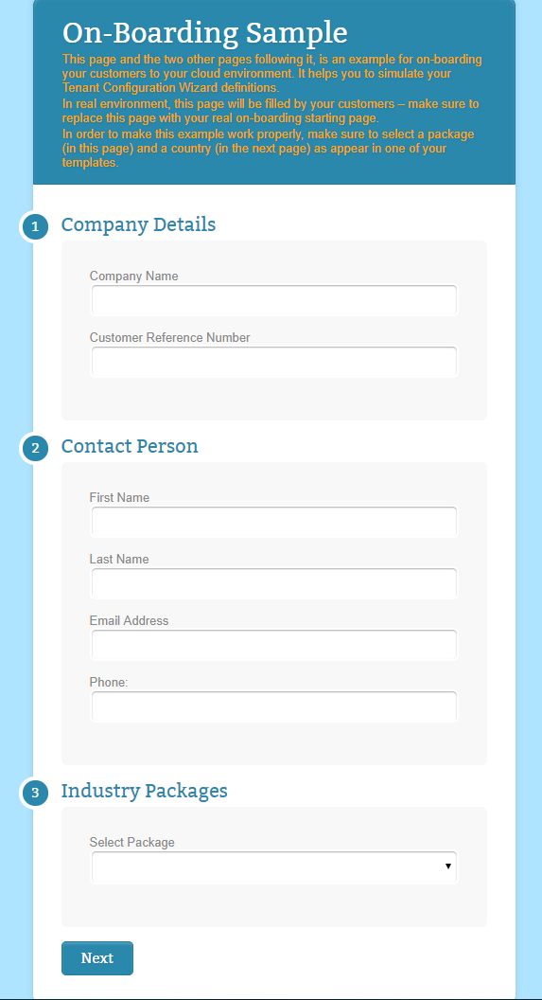 On-Boarding Sample
This page and the two other pages following it, is an example for on-boarding
your customers to your cloud environment. It helps you to simulate your
Tenant Configuration Wizard definitions.
In real environment, this page will be filled by your customers – make sure to
replace this page with your real on-boarding starting page.
In order to make this example work properly, make sure to select a package
(in this page) and a country (in the next page) as appear in one of your
templates.
1 Company Details
Company Name
Customer Reference Number
2 Contact Person
First Name
Last Name
Email Address
Phone:
3 Industry Packages
Select Package
Next